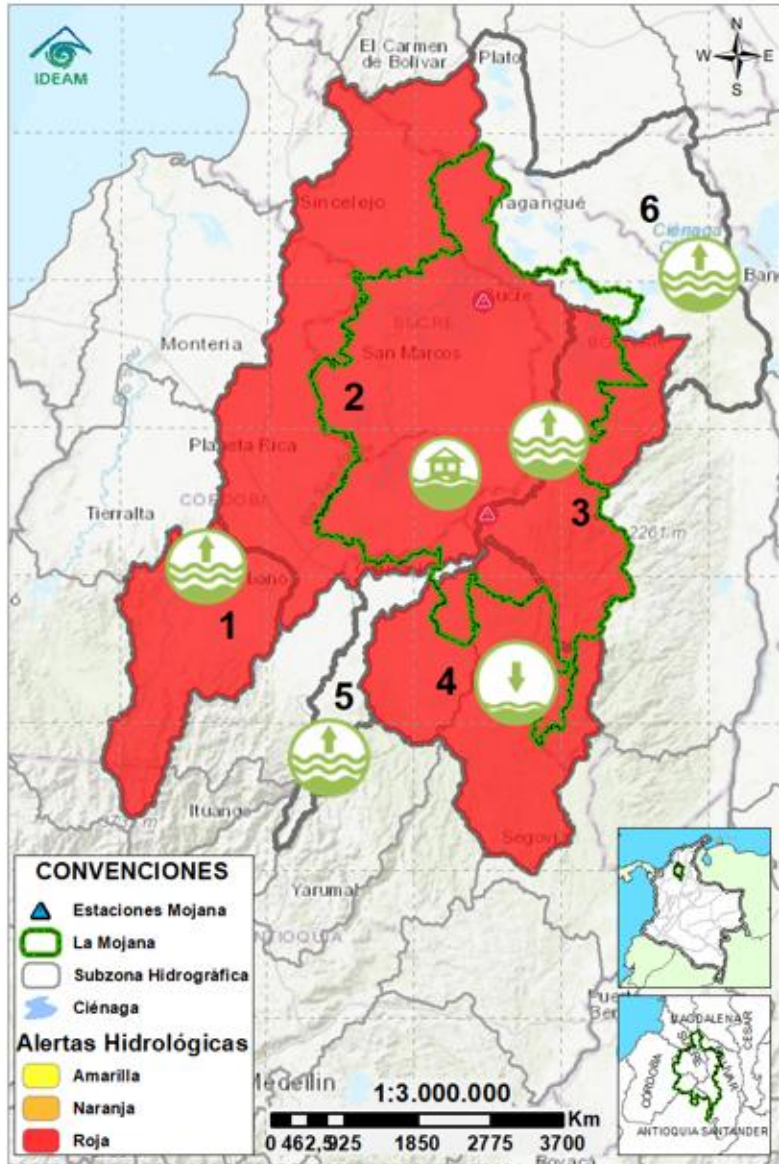 IDEAM
N
W
E
S
El Carmen
de Bolívar
Plato
Sincelejo
Magangué
6
Ciénaga
Sucre
SUCRE
San Marcos
Montería
2
Planeta Rica
CÓRDOBA
3
Tierralta
2261 m
1
4
5
Ituango
Segovia
Yarumal
ANTIOQUIA
Medellín
CONVENCIONES
Estaciones Mojana
La Mojana
Subzona Hidrográfica
Ciénaga
Alertas Hidrológicas
Amarilla
Naranja
Roja
1:3.000.000
Km
0 462,5 925 1850 2775 3700
MAGDALENA
CESAR
CÓRDOBA
ANTIOQUIA SANTANDER